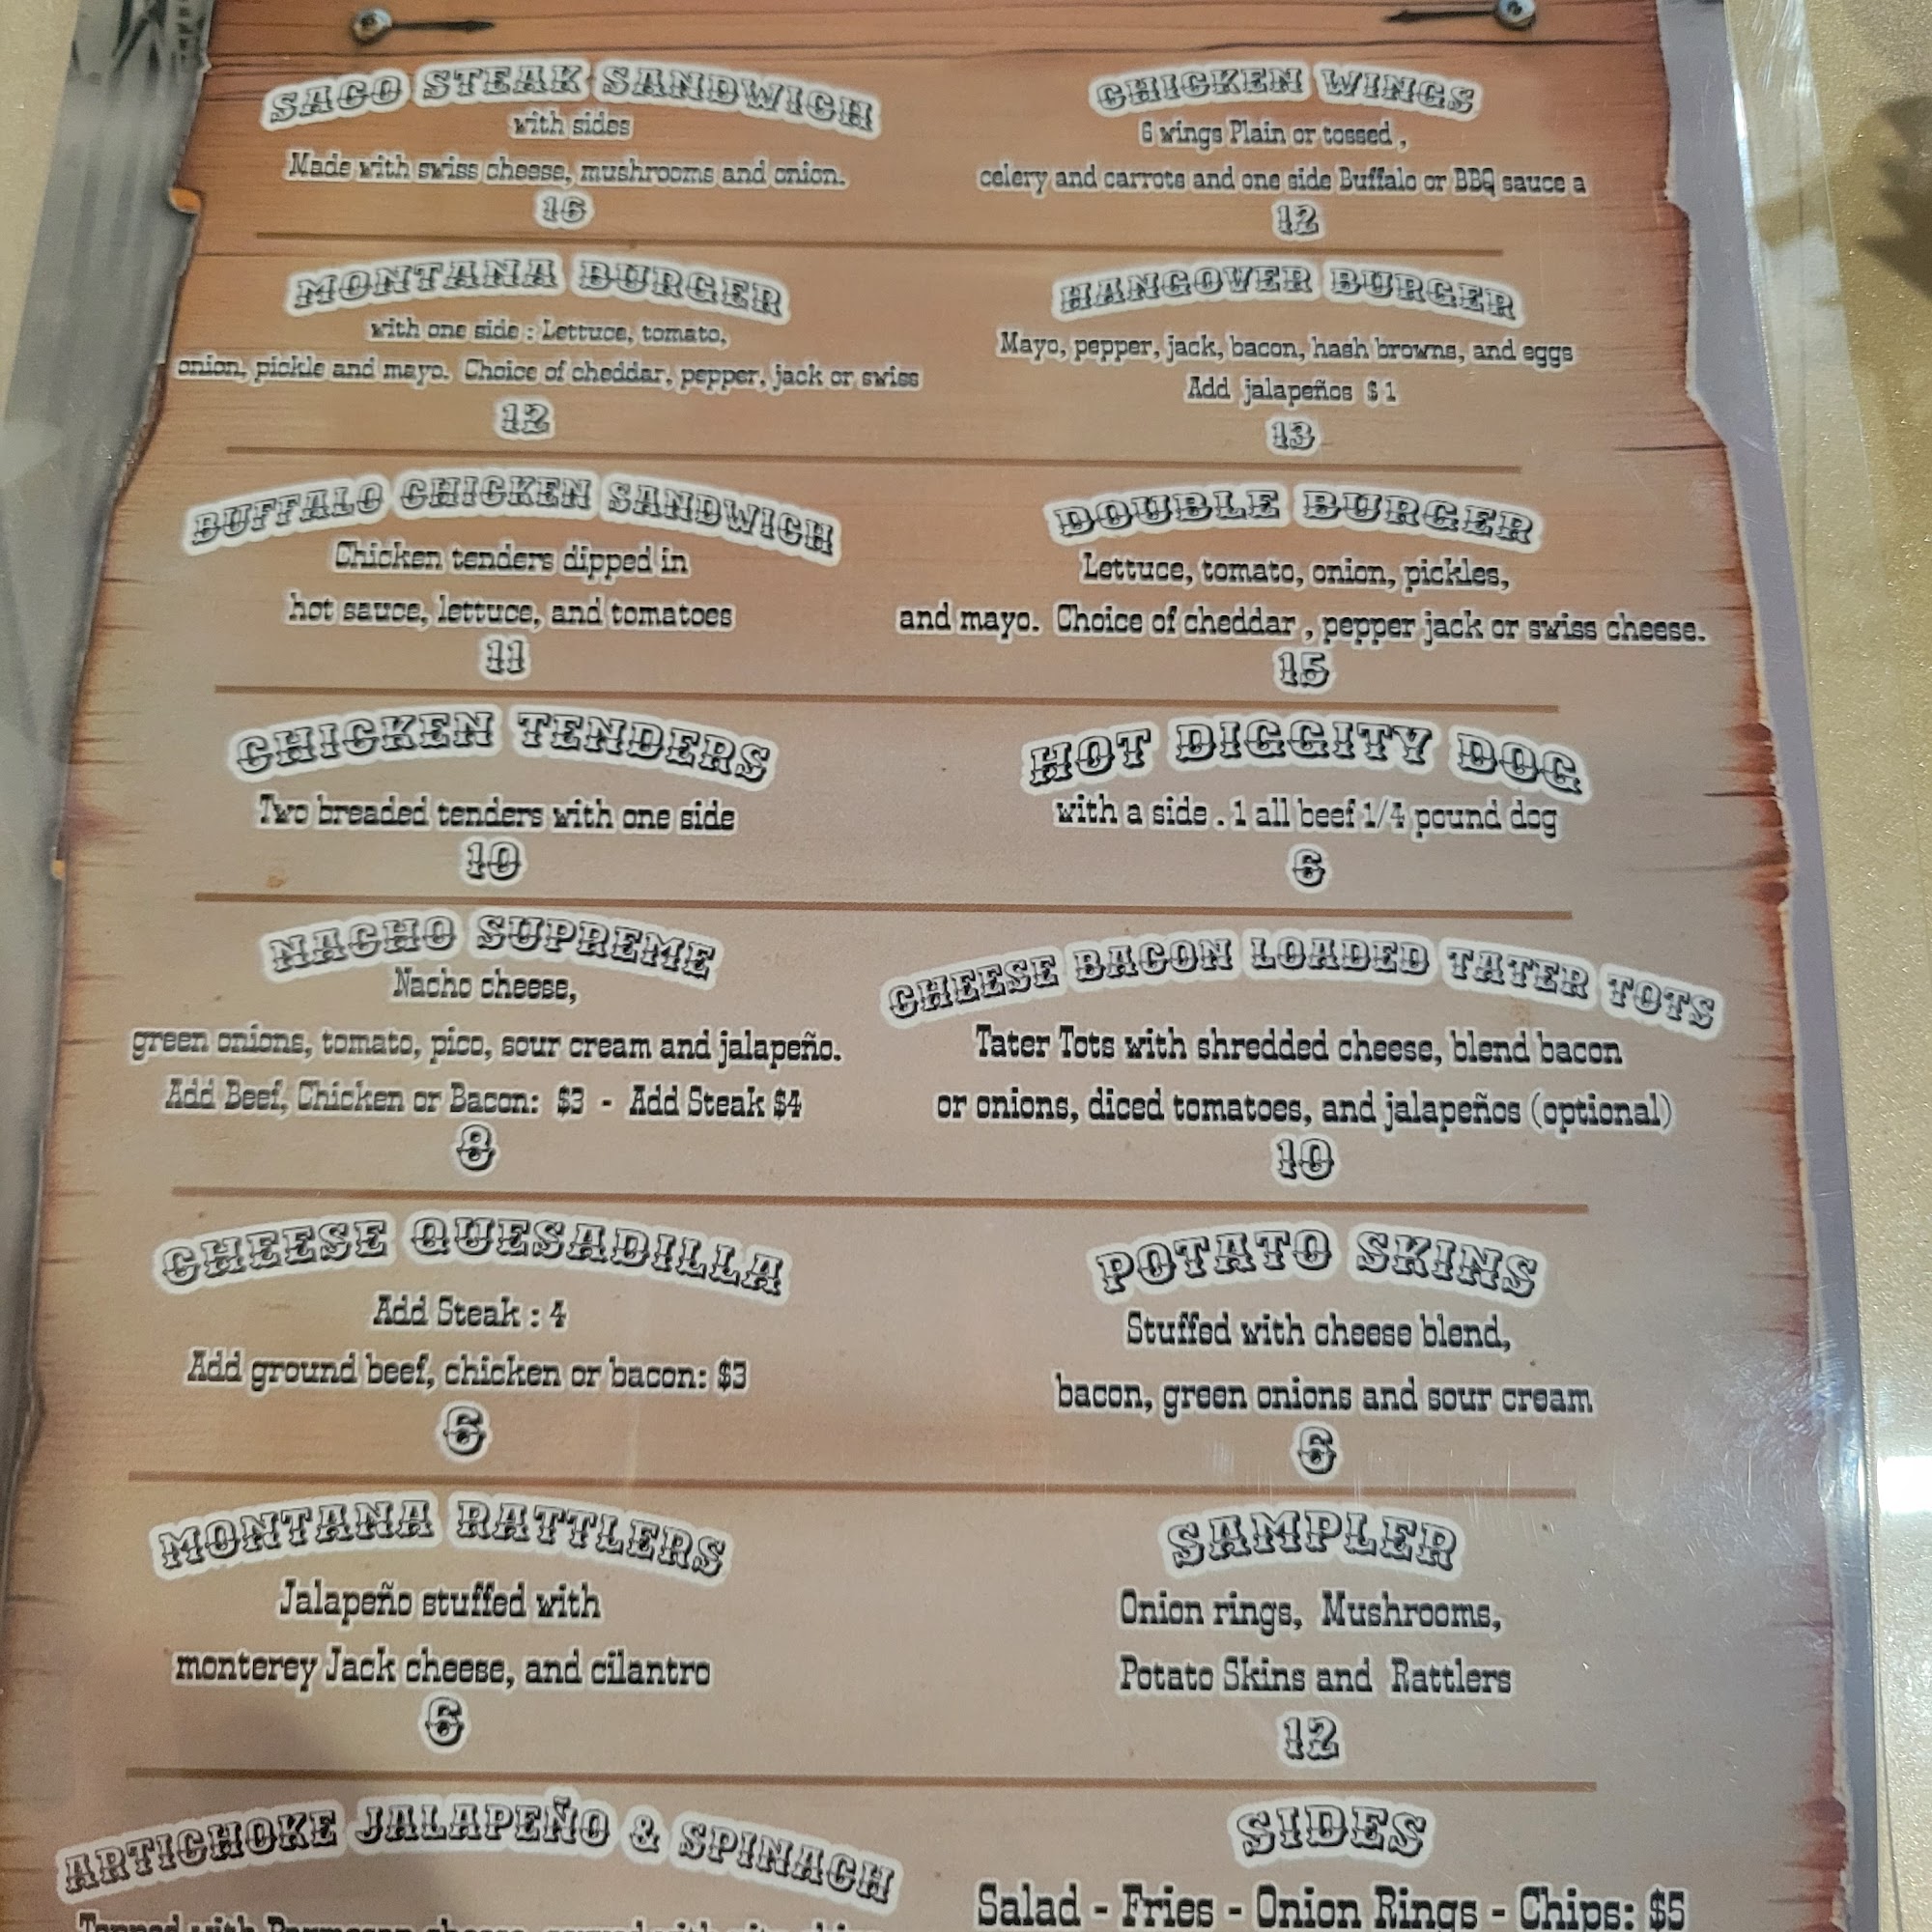 SACO STEAK SANDWICH
with sides
Made with swiss cheese, mushrooms and onion.
16
CHICKEN WINGS
6 wings Plain or tossed ,
celery and carrots and one side Buffalo or BBQ sauce a
12
MONTANA BURGER
with one side : Lettuce, tomato,
onion, pickle and mayo. Choice of cheddar, pepper, jack or swiss
12
HANGOVER BURGER
Mayo, pepper, jack, bacon, hash browns, and eggs
Add jalapeños $ 1
13
BUFFALO CHICKEN SANDWICH
Chicken tenders dipped in
hot sauce, lettuce, and tomatoes
11
DOUBLE BURGER
Lettuce, tomato, onion, pickles,
and mayo. Choice of cheddar , pepper jack or swiss cheese.
15
CHICKEN TENDERS
Two breaded tenders with one side
10
HOT DIGGITY DOG
with a side . 1 all beef 1/4 pound dog
6
NACHO SUPREME
Nacho cheese,
green onions, tomato, pico, sour cream and jalapeño.
Add Beef, Chicken or Bacon: $3 - Add Steak $4
8
CHEESE BACON LOADED TATER TOTS
Tater Tots with shredded cheese, blend bacon
or onions, diced tomatoes, and jalapeños (optional)
10
CHEESE QUESADILLA
Add Steak : 4
Add ground beef, chicken or bacon: $3
6
POTATO SKINS
Stuffed with cheese blend,
bacon, green onions and sour cream
6
MONTANA RATTLERS
Jalapeño stuffed with
monterey Jack cheese, and cilantro
6
SAMPLER
Onion rings, Mushrooms,
Potato Skins and Rattlers
12
ARTICHOKE JALAPEÑO & SPINACH
Topped with Parmesan cheese, served with
SIDES
Salad - Fries - Onion Rings - Chips: $5